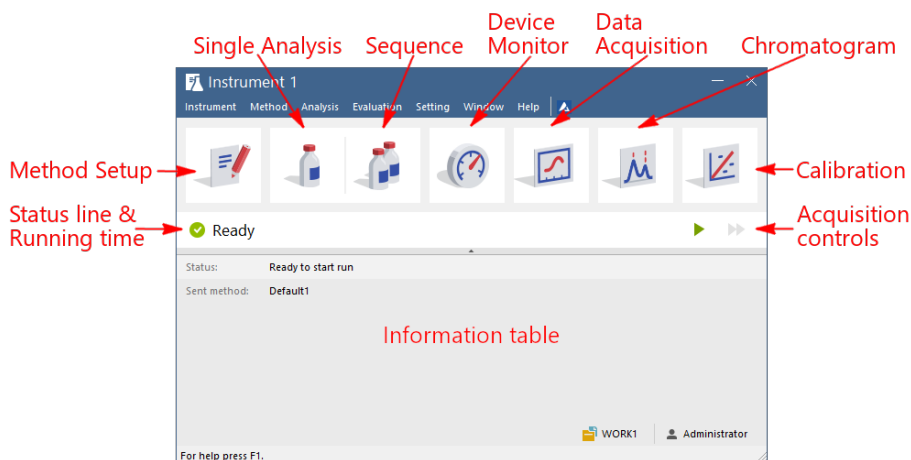 Device
Data
Single Analysis
Sequence
Monitor
Acquisition
Chromatogram
Instrument 1
Instrument Method Analysis Evaluation Setting Window Help
Method Setup
Calibration
Status line &
Running time
Ready
Acquisition
controls
Status: Ready to start run
Sent method: Default1
Information table
WORK1 Administrator
For help press F1.